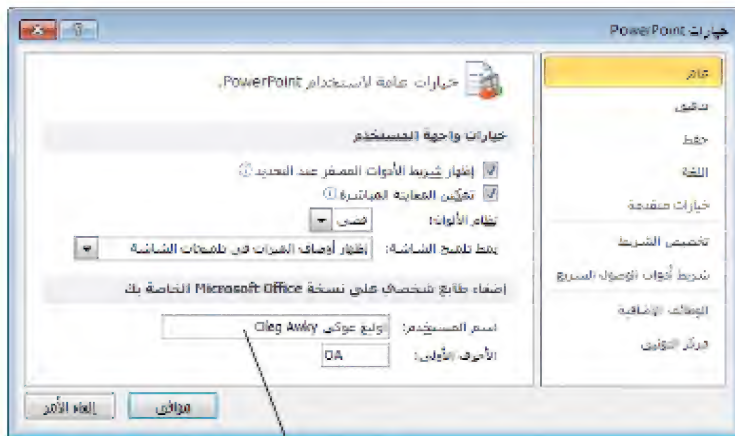 خيارات PowerPoint
عام
تدقيق
حفظ
اللغة
خيارات متقدمة
تخصيص الشريط
شريط أدوات الوصول السريع
الوظائف الإضافية
مركز التوثيق
خيارات عامة لاستخدام PowerPoint.
خيارات واجهة المستخدم
إظهار شريط الأدوات المصغر عند التحديد
تمكين المعاينة المباشرة
نظام الألوان: فضي
نمط تلميح الشاشة: إظهار أوصاف الميزات في تلميحات الشاشة
إضفاء طابع شخصي على نسخة Microsoft Office الخاصة بك
اسم المستخدم: اوليغ عوكي Oleg Awky
الأحرف الأولى: OA
موافق
إلغاء الأمر